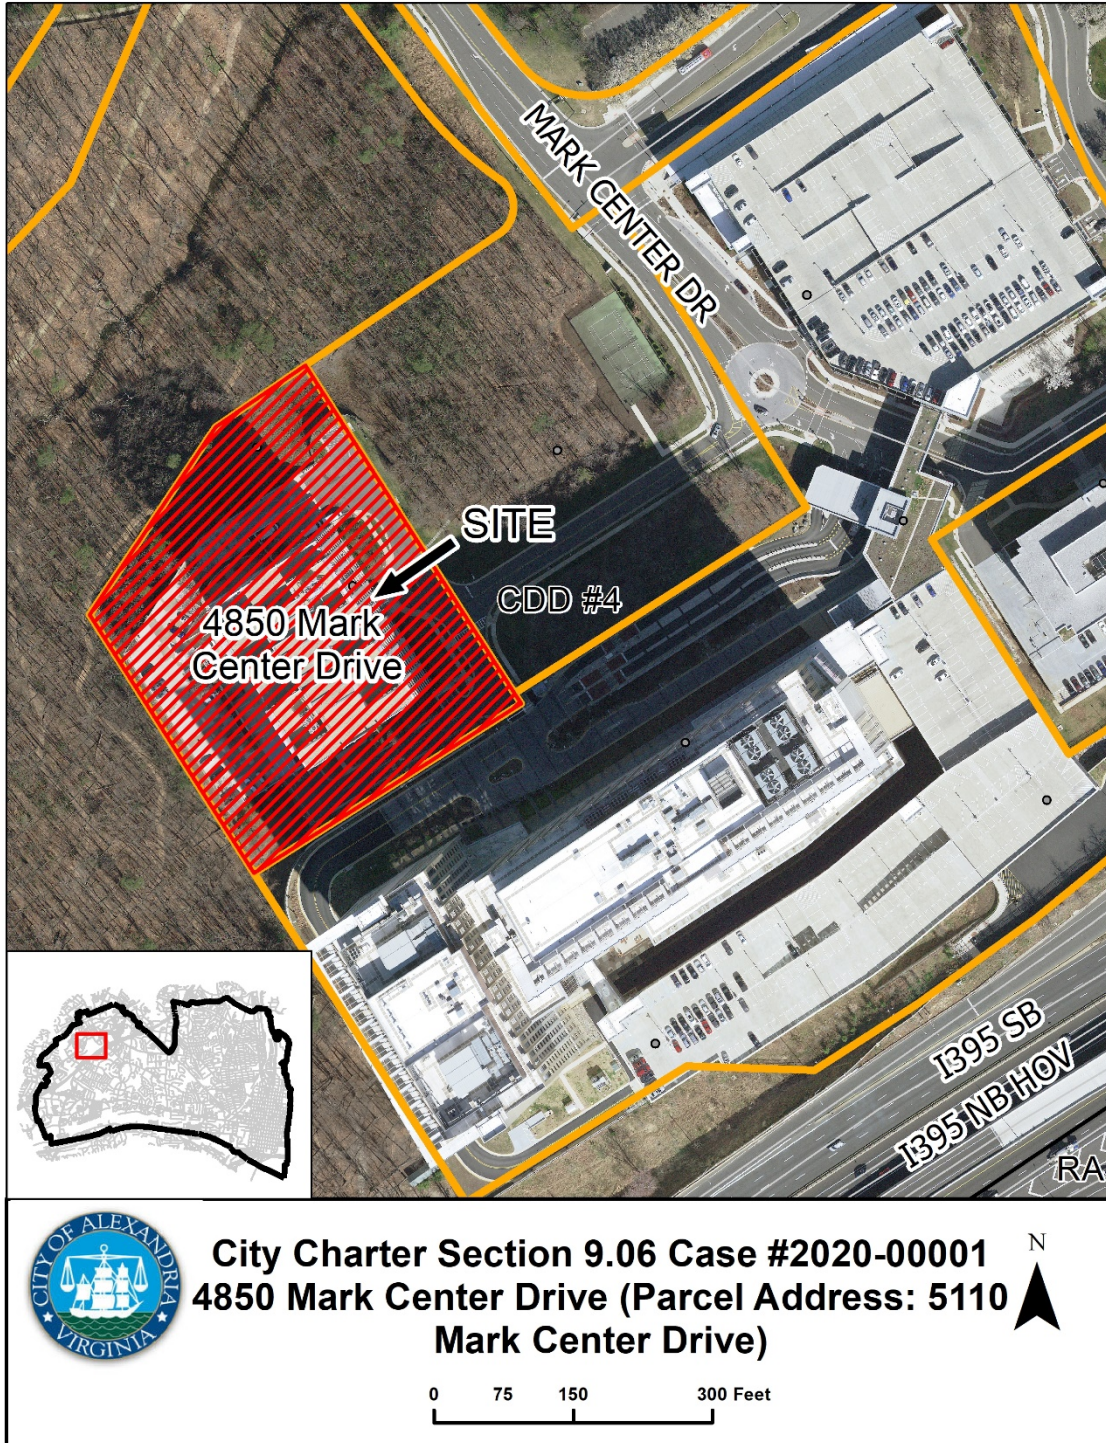 MARK CENTER DR
SITE
CDD #4
4850 Mark
Center Drive
I395 SB
I395 NB HOV
RA
CITY OF ALEXANDRIA
VIRGINIA
City Charter Section 9.06 Case #2020-00001
4850 Mark Center Drive (Parcel Address: 5110
Mark Center Drive)
N
0 75 150 300 Feet